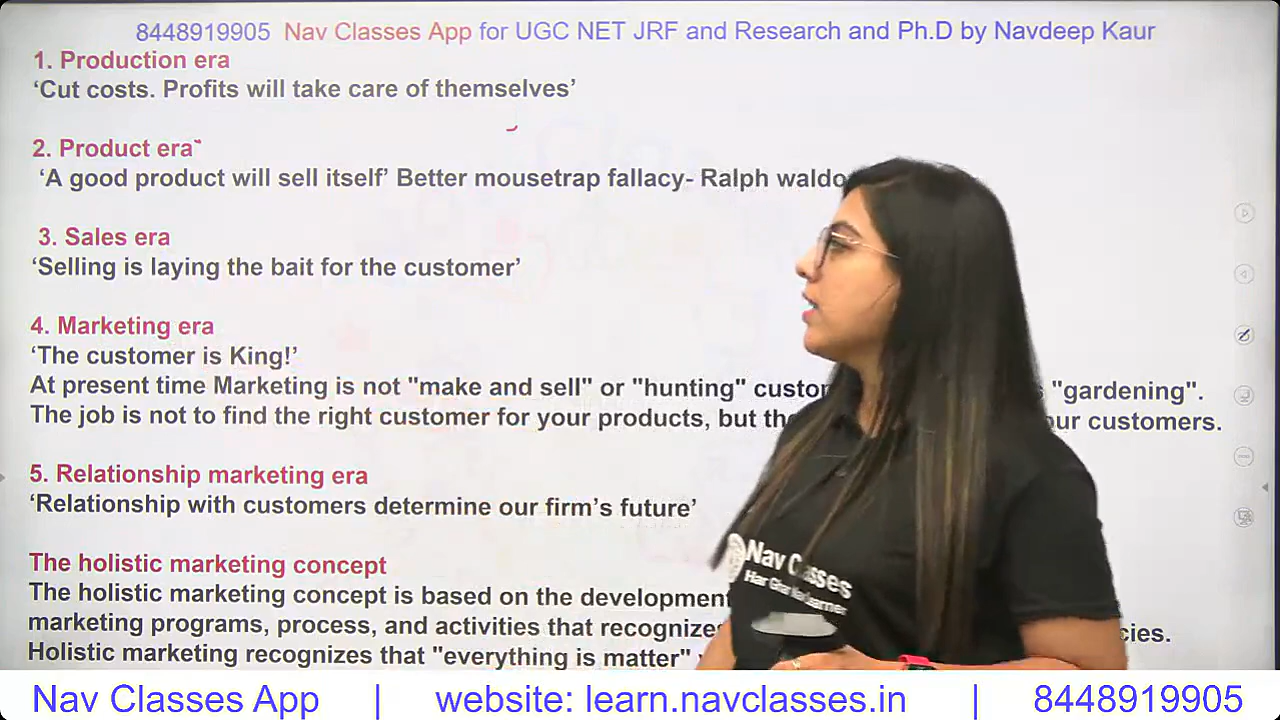 8448919905 Nav Classes App for UGC NET JRF and Research and Ph.D by Navdeep Kaur
1. Production era
‘Cut costs. Profits will take care of themselves’
2. Product era
‘A good product will sell itself’ Better mousetrap fallacy- Ralph waldo
3. Sales era
‘Selling is laying the bait for the customer’
4. Marketing era
‘The customer is King!’
At present time Marketing is not "make and sell" or "hunting" "gardening".
The job is not to find the right customer for your products, but customers.
5. Relationship marketing era
‘Relationship with customers determine our firm’s future’
The holistic marketing concept
The holistic marketing concept is based on the development
marketing programs, process, and activities that
Holistic marketing recognizes that "everything is matter"
Nav Classes
Nav Classes App | website: learn.navclasses.in | 8448919905